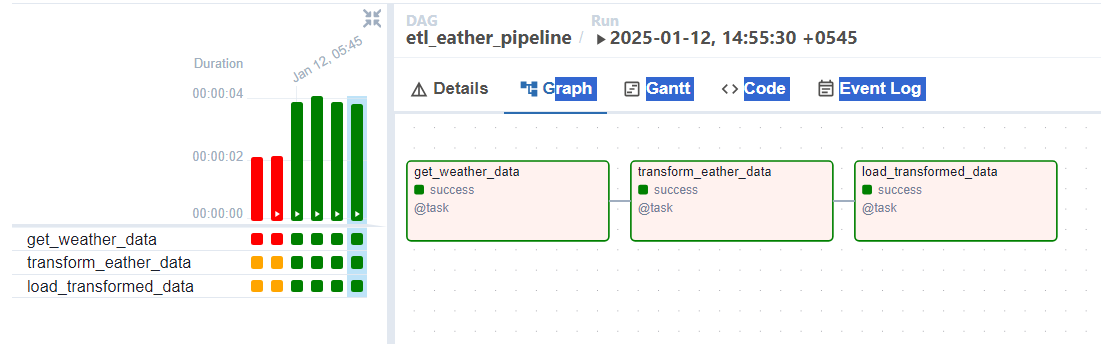 Duration
Jan 12, 05:45
00:00:04
00:00:02
00:00:00
get_weather_data
transform_eather_data
load_transformed_data
DAG
etl_eather_pipeline /
Run
2025-01-12, 14:55:30 +0545
Details
Graph
Gantt
Code
Event Log
get_weather_data
success
@task
transform_eather_data
success
@task
load_transformed_data
success
@task